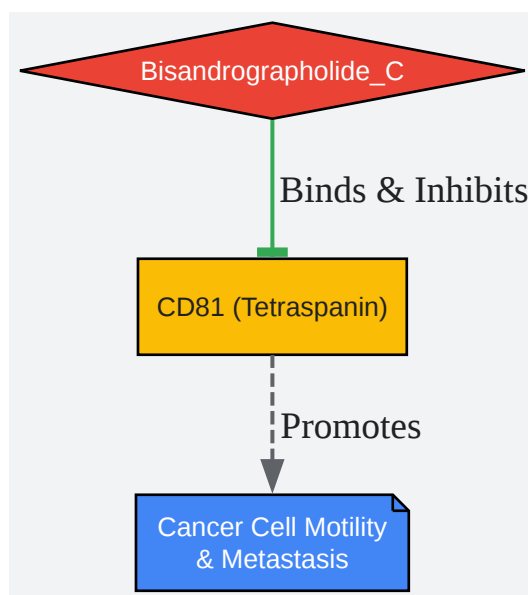 Bisandrographolide_C
Binds & Inhibits
CD81 (Tetraspanin)
Promotes
Cancer Cell Motility
& Metastasis